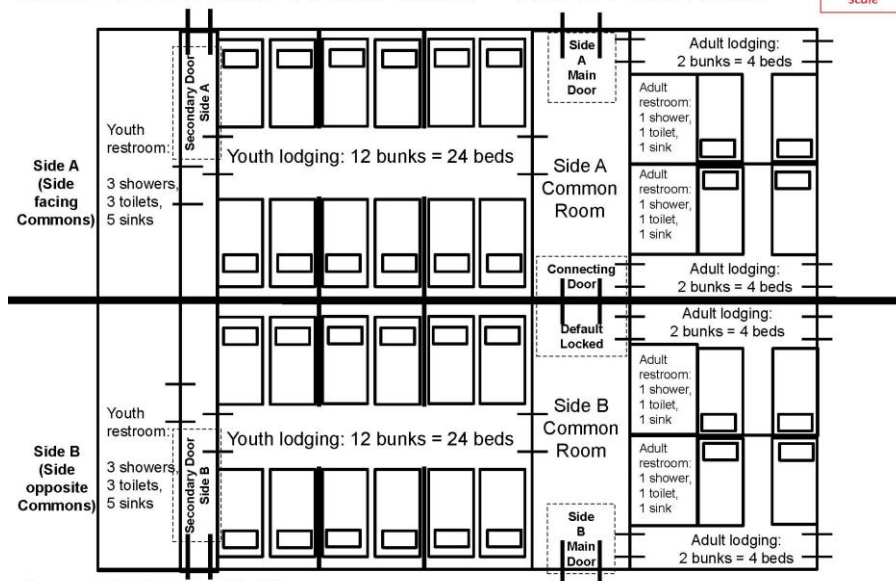 scale
Side A
(Side
facing
Commons)
Youth
restroom:
3 showers,
3 toilets,
5 sinks
Secondary Door
Side A
Youth lodging: 12 bunks = 24 beds
Side
A
Main
Door
Side A
Common
Room
Adult lodging:
2 bunks = 4 beds
Adult
restroom:
1 shower,
1 toilet,
1 sink
Adult
restroom:
1 shower,
1 toilet,
1 sink
Adult lodging:
2 bunks = 4 beds
Connecting
Door
Default
Locked
Side B
(Side
opposite
Commons)
Youth
restroom:
3 showers,
3 toilets,
5 sinks
Secondary Door
Side B
Youth lodging: 12 bunks = 24 beds
Side B
Common
Room
Side
B
Main
Door
Adult lodging:
2 bunks = 4 beds
Adult
restroom:
1 shower,
1 toilet,
1 sink
Adult
restroom:
1 shower,
1 toilet,
1 sink
Adult lodging:
2 bunks = 4 beds